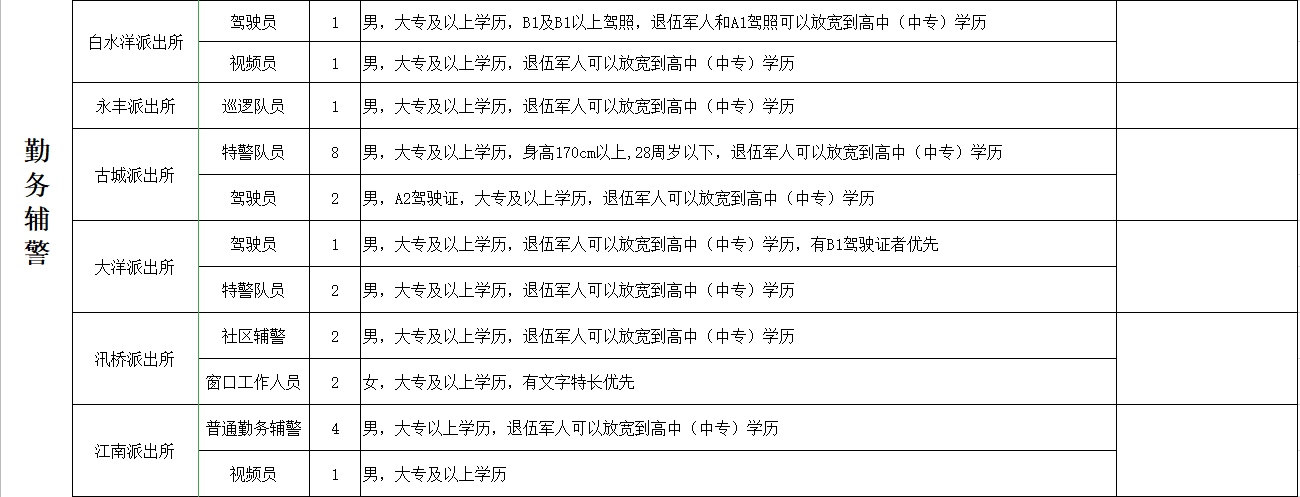 勤务辅警
白水洋派出所
驾驶员 1 男，大专及以上学历，B1及B1以上驾照，退伍军人和A1驾照可以放宽到高中（中专）学历
视频员 1 男，大专及以上学历，退伍军人可以放宽到高中（中专）学历
永丰派出所 巡逻队员 1 男，大专及以上学历，退伍军人可以放宽到高中（中专）学历
古城派出所
特警队员 8 男，大专及以上学历，身高170cm以上,28周岁以下，退伍军人可以放宽到高中（中专）学历
驾驶员 2 男，A2驾驶证，大专及以上学历，退伍军人可以放宽到高中（中专）学历
大洋派出所
驾驶员 1 男，大专及以上学历，退伍军人可以放宽到高中（中专）学历，有B1驾驶证者优先
特警队员 2 男，大专及以上学历，退伍军人可以放宽到高中（中专）学历
汛桥派出所
社区辅警 2 男，大专及以上学历，退伍军人可以放宽到高中（中专）学历
窗口工作人员 2 女，大专及以上学历，有文字特长优先
江南派出所
普通勤务辅警 4 男，大专以上学历，退伍军人可以放宽到高中（中专）学历
视频员 1 男，大专及以上学历